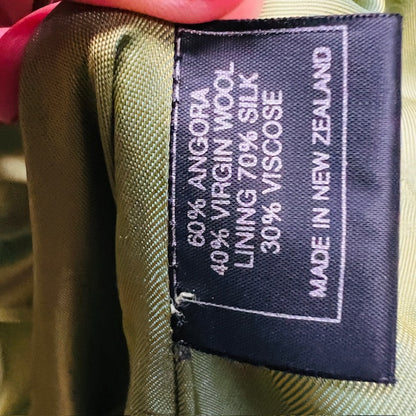 60% ANGORA
40% VIRGIN WOOL
LINING 70% SILK
30% VISCOSE
MADE IN NEW ZEALAND